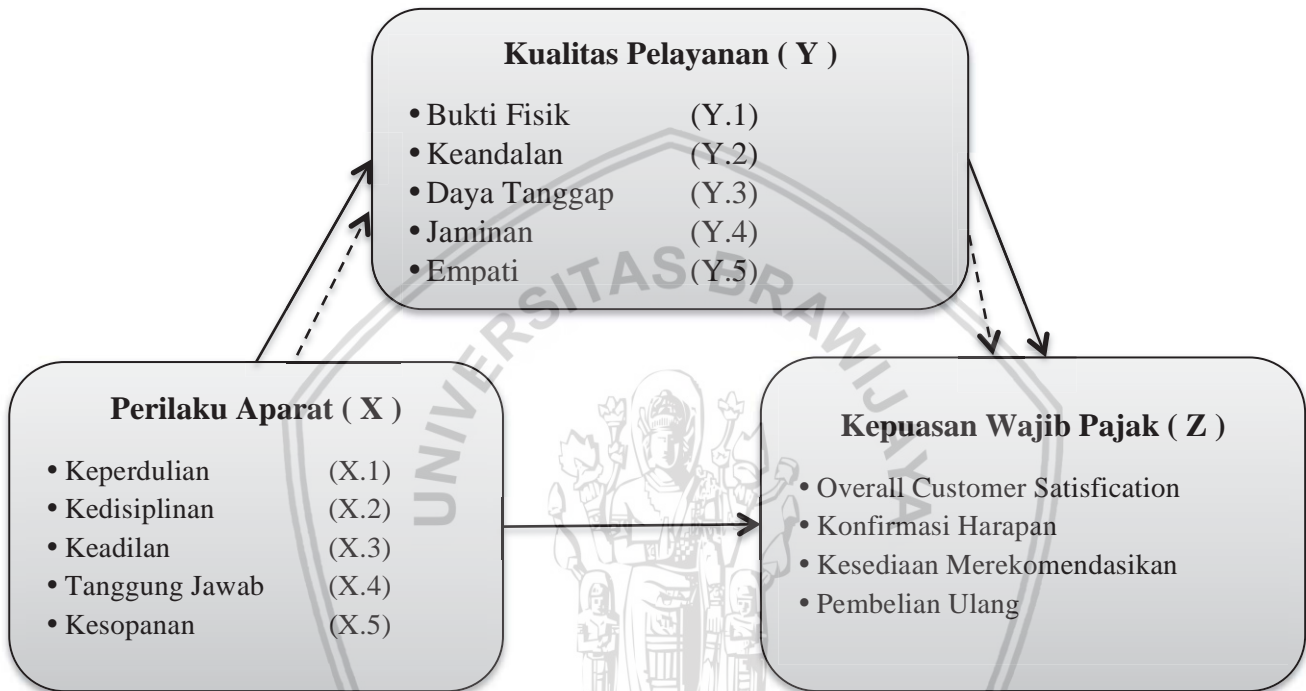 Kualitas Pelayanan ( Y )
• Bukti Fisik (Y.1)
• Keandalan (Y.2)
• Daya Tanggap (Y.3)
• Jaminan (Y.4)
• Empati (Y.5)
Perilaku Aparat ( X )
• Keperdulian (X.1)
• Kedisiplinan (X.2)
• Keadilan (X.3)
• Tanggung Jawab (X.4)
• Kesopanan (X.5)
Kepuasan Wajib Pajak ( Z )
• Overall Customer Satisfication
• Konfirmasi Harapan
• Kesediaan Merekomendasikan
• Pembelian Ulang
UNIVERSITAS BRAWIJAYA